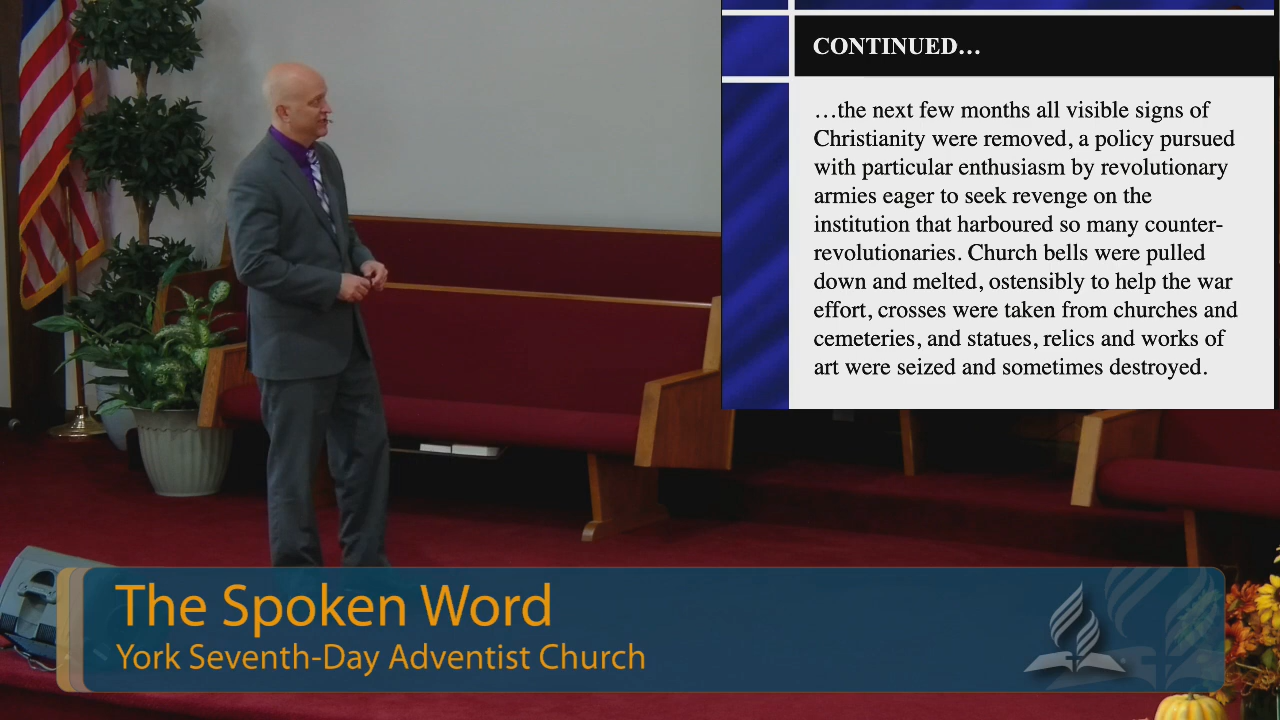 CONTINUED…
…the next few months all visible signs of
Christianity were removed, a policy pursued
with particular enthusiasm by revolutionary
armies eager to seek revenge on the
institution that harboured so many counter-
revolutionaries. Church bells were pulled
down and melted, ostensibly to help the war
effort, crosses were taken from churches and
cemeteries, and statues, relics and works of
art were seized and sometimes destroyed.
The Spoken Word
York Seventh-Day Adventist Church